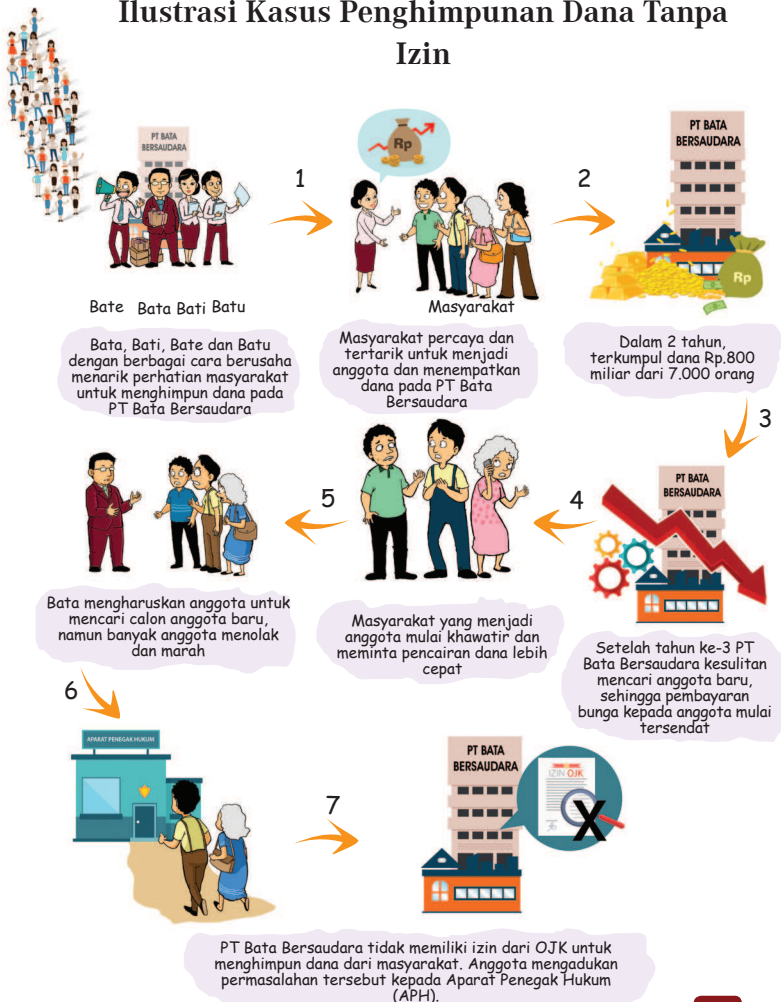 Ilustrasi Kasus Penghimpunan Dana Tanpa
Izin
PT BATA
BERSAUDARA
Bate Bata Bati Batu
Bata, Bati, Bate dan Batu
dengan berbagai cara berusaha
menarik perhatian masyarakat
untuk menghimpun dana pada
PT Bata Bersaudara
1
Rp
Masyarakat
Masyarakat percaya dan
tertarik untuk menjadi
anggota dan menempatkan
dana pada PT Bata
Bersaudara
2
PT BATA
BERSAUDARA
Rp
Dalam 2 tahun,
terkumpul dana Rp.800
miliar dari 7.000 orang
3
PT BATA
BERSAUDARA
Setelah tahun ke-3 PT
Bata Bersaudara kesulitan
mencari anggota baru,
sehingga pembayaran
bunga kepada anggota mulai
tersendat
4
Masyarakat yang menjadi
anggota mulai khawatir dan
meminta pencairan dana lebih
cepat
5
Bata mengharuskan anggota untuk
mencari calon anggota baru,
namun banyak anggota menolak
dan marah
6
APARAT PENEGAK HUKUM
7
PT BATA
BERSAUDARA
IZIN OJK
X
PT Bata Bersaudara tidak memiliki izin dari OJK untuk
menghimpun dana dari masyarakat. Anggota mengadukan
permasalahan tersebut kepada Aparat Penegak Hukum
(APH).